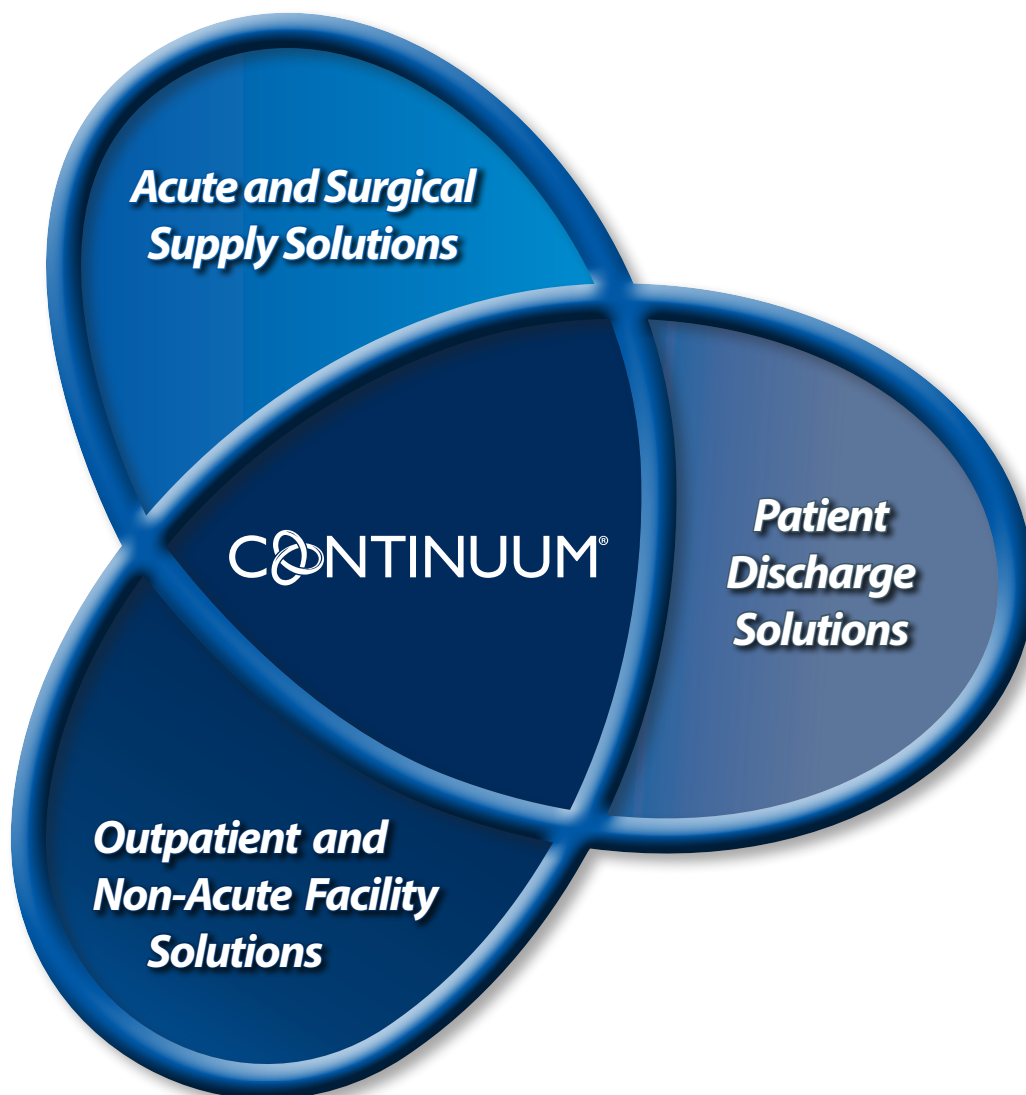 Acute and Surgical
Supply Solutions
CONTINUUM®
Patient
Discharge
Solutions
Outpatient and
Non-Acute Facility
Solutions